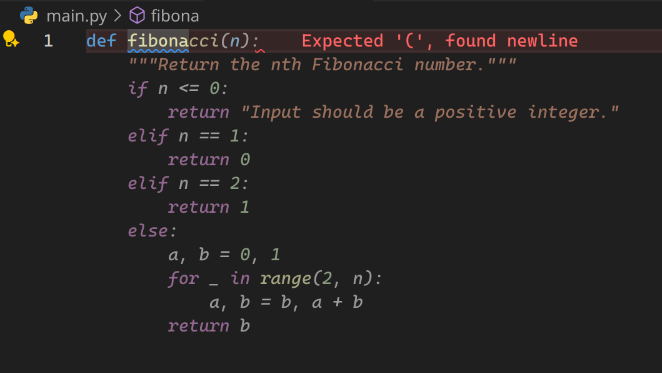 main.py > fibona
1 def fibonacci(n): Expected '(', found newline
"""Return the nth Fibonacci number."""
if n <= 0:
return "Input should be a positive integer."
elif n == 1:
return 0
elif n == 2:
return 1
else:
a, b = 0, 1
for _ in range(2, n):
a, b = b, a + b
return b